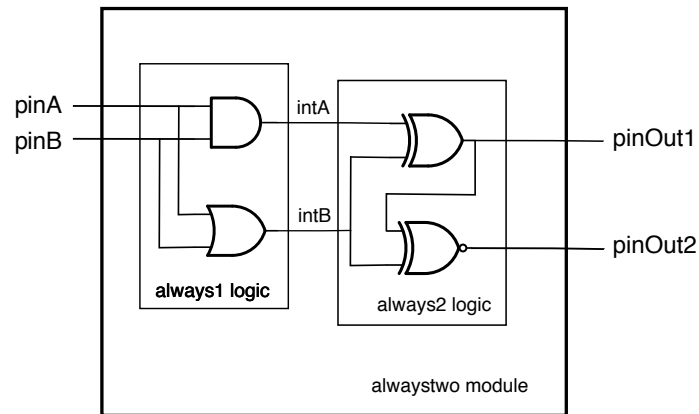 pinA
pinB
intA
intB
pinOut1
pinOut2
always1 logic
always2 logic
alwaystwo module